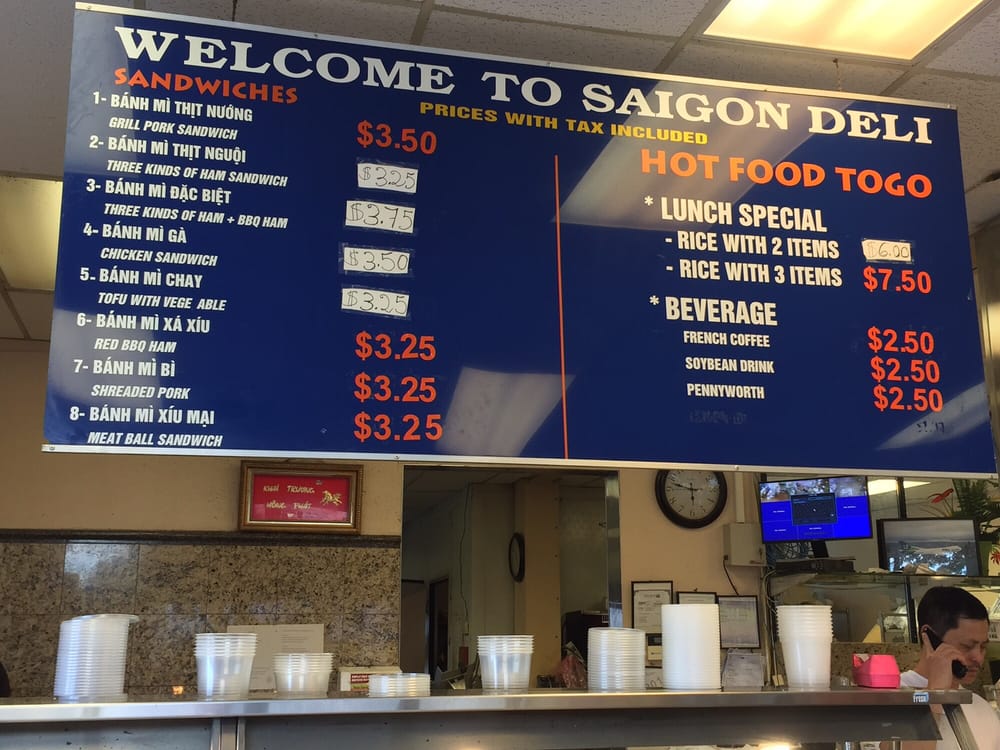 WELCOME TO SAIGON DELI
PRICES WITH TAX INCLUDED
SANDWICHES
1- BÁNH MÌ THỊT NƯỚNG
GRILL PORK SANDWICH
$3.50
2- BÁNH MÌ THỊT NGUỘI
THREE KINDS OF HAM SANDWICH
$3.25
3- BÁNH MÌ ĐẶC BIỆT
THREE KINDS OF HAM + BBQ HAM
$3.75
4- BÁNH MÌ GÀ
CHICKEN SANDWICH
$3.50
5- BÁNH MÌ CHAY
TOFU WITH VEGE ABLE
$3.25
6- BÁNH MÌ XÁ XÍU
RED BBQ HAM
$3.25
7- BÁNH MÌ BÌ
SHREADED PORK
$3.25
8- BÁNH MÌ XÍU MẠI
MEAT BALL SANDWICH
$3.25
HOT FOOD TOGO
* LUNCH SPECIAL
- RICE WITH 2 ITEMS $6.00
- RICE WITH 3 ITEMS $7.50
* BEVERAGE
FRENCH COFFEE $2.50
SOYBEAN DRINK $2.50
PENNYWORTH $2.50
KHAI TRƯƠNG
HỒNG PHÁT